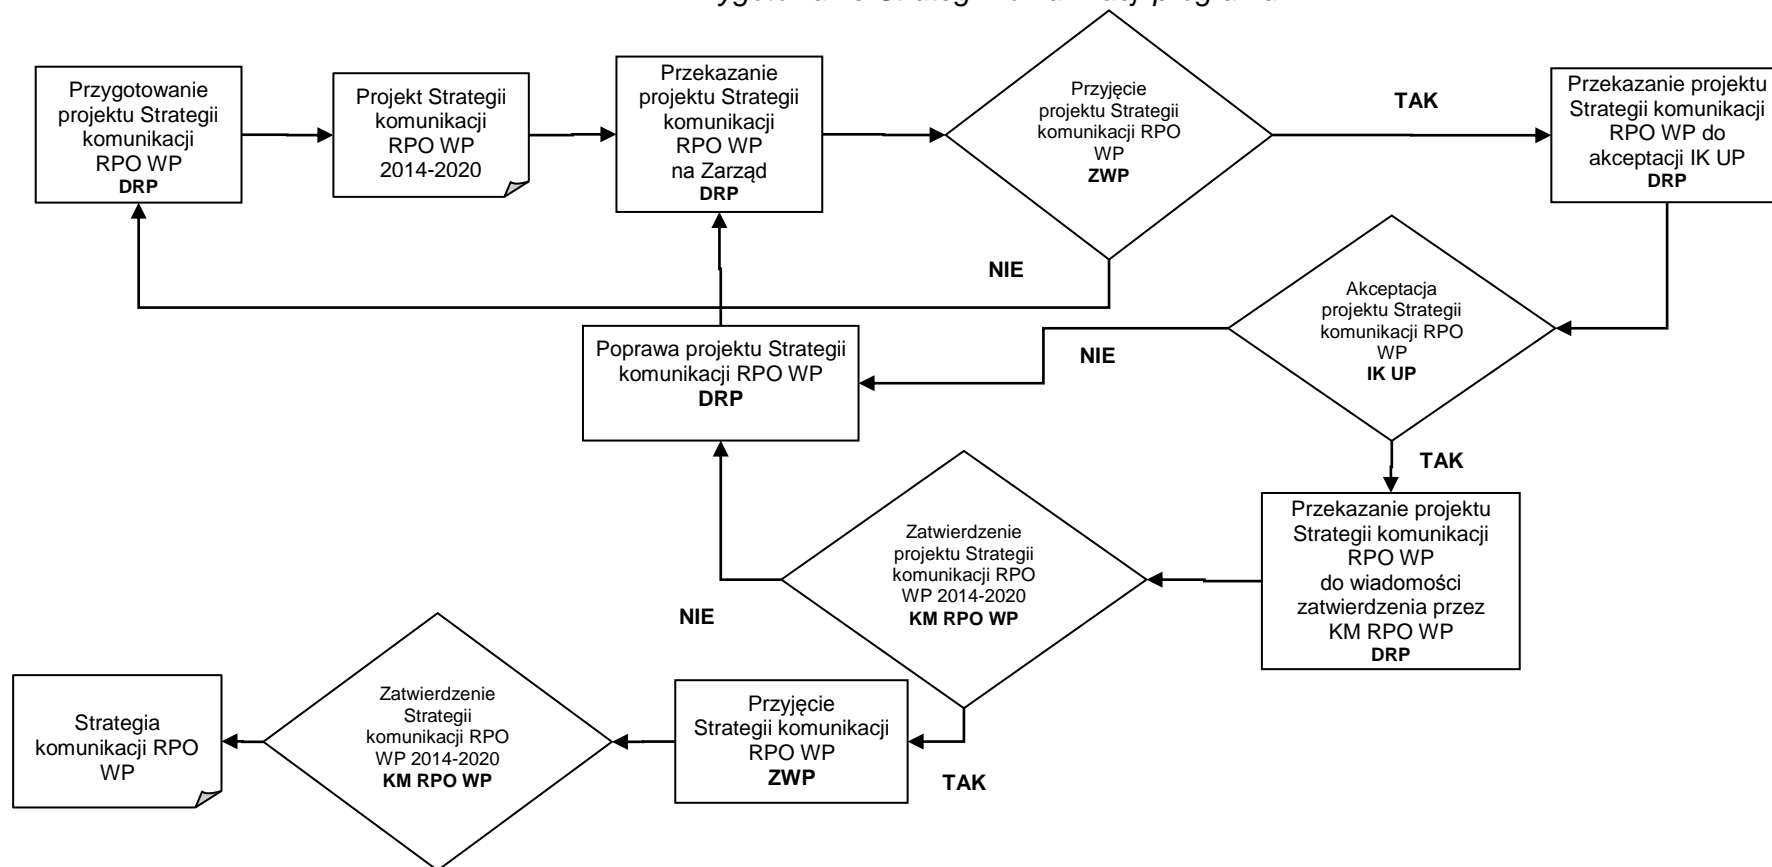 Przygotowanie
projektu Strategii
komunikacji
RPO WP
DRP
Projekt Strategii
komunikacji
RPO WP
2014-2020
Przekazanie
projektu Strategii
komunikacji
RPO WP
na Zarząd
DRP
Przyjęcie
projektu Strategii
komunikacji RPO
WP
ZWP
TAK
Przekazanie projektu
Strategii komunikacji
RPO WP do
akceptacji IK UP
DRP
NIE
Akceptacja
projektu Strategii
komunikacji RPO
WP
IK UP
NIE
Poprawa projektu Strategii
komunikacji RPO WP
DRP
TAK
Przekazanie projektu
Strategii komunikacji
RPO WP
do wiadomości
zatwierdzenia przez
KM RPO WP
DRP
Zatwierdzenie
projektu Strategii
komunikacji RPO
WP 2014-2020
KM RPO WP
NIE
TAK
Przyjęcie
Strategii komunikacji
RPO WP
ZWP
Zatwierdzenie
Strategii
komunikacji RPO
WP 2014-2020
KM RPO WP
Strategia
komunikacji RPO
WP